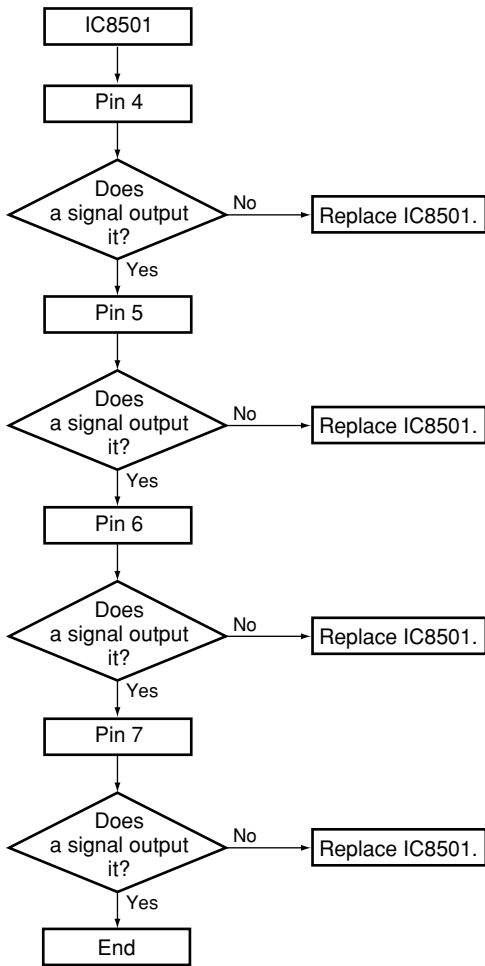 IC8501
Pin 4
Does
a signal output
it?
No
Replace IC8501.
Yes
Pin 5
Does
a signal output
it?
No
Replace IC8501.
Yes
Pin 6
Does
a signal output
it?
No
Replace IC8501.
Yes
Pin 7
Does
a signal output
it?
No
Replace IC8501.
Yes
End